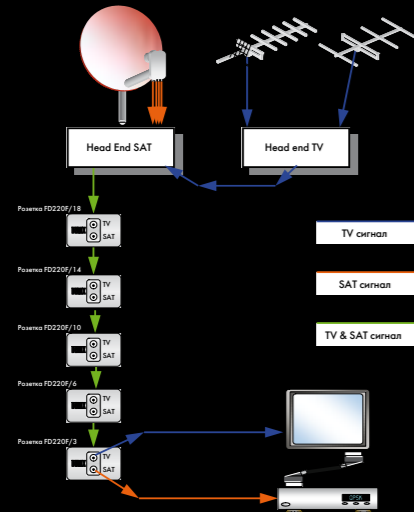 Head End SAT
Head end TV
Розетка FD220F/18
TV
SAT
TV сигнал
Розетка FD220F/14
TV
SAT
SAT сигнал
Розетка FD220F/10
TV
SAT
TV & SAT сигнал
Розетка FD220F/6
TV
SAT
Розетка FD220F/3
TV
SAT